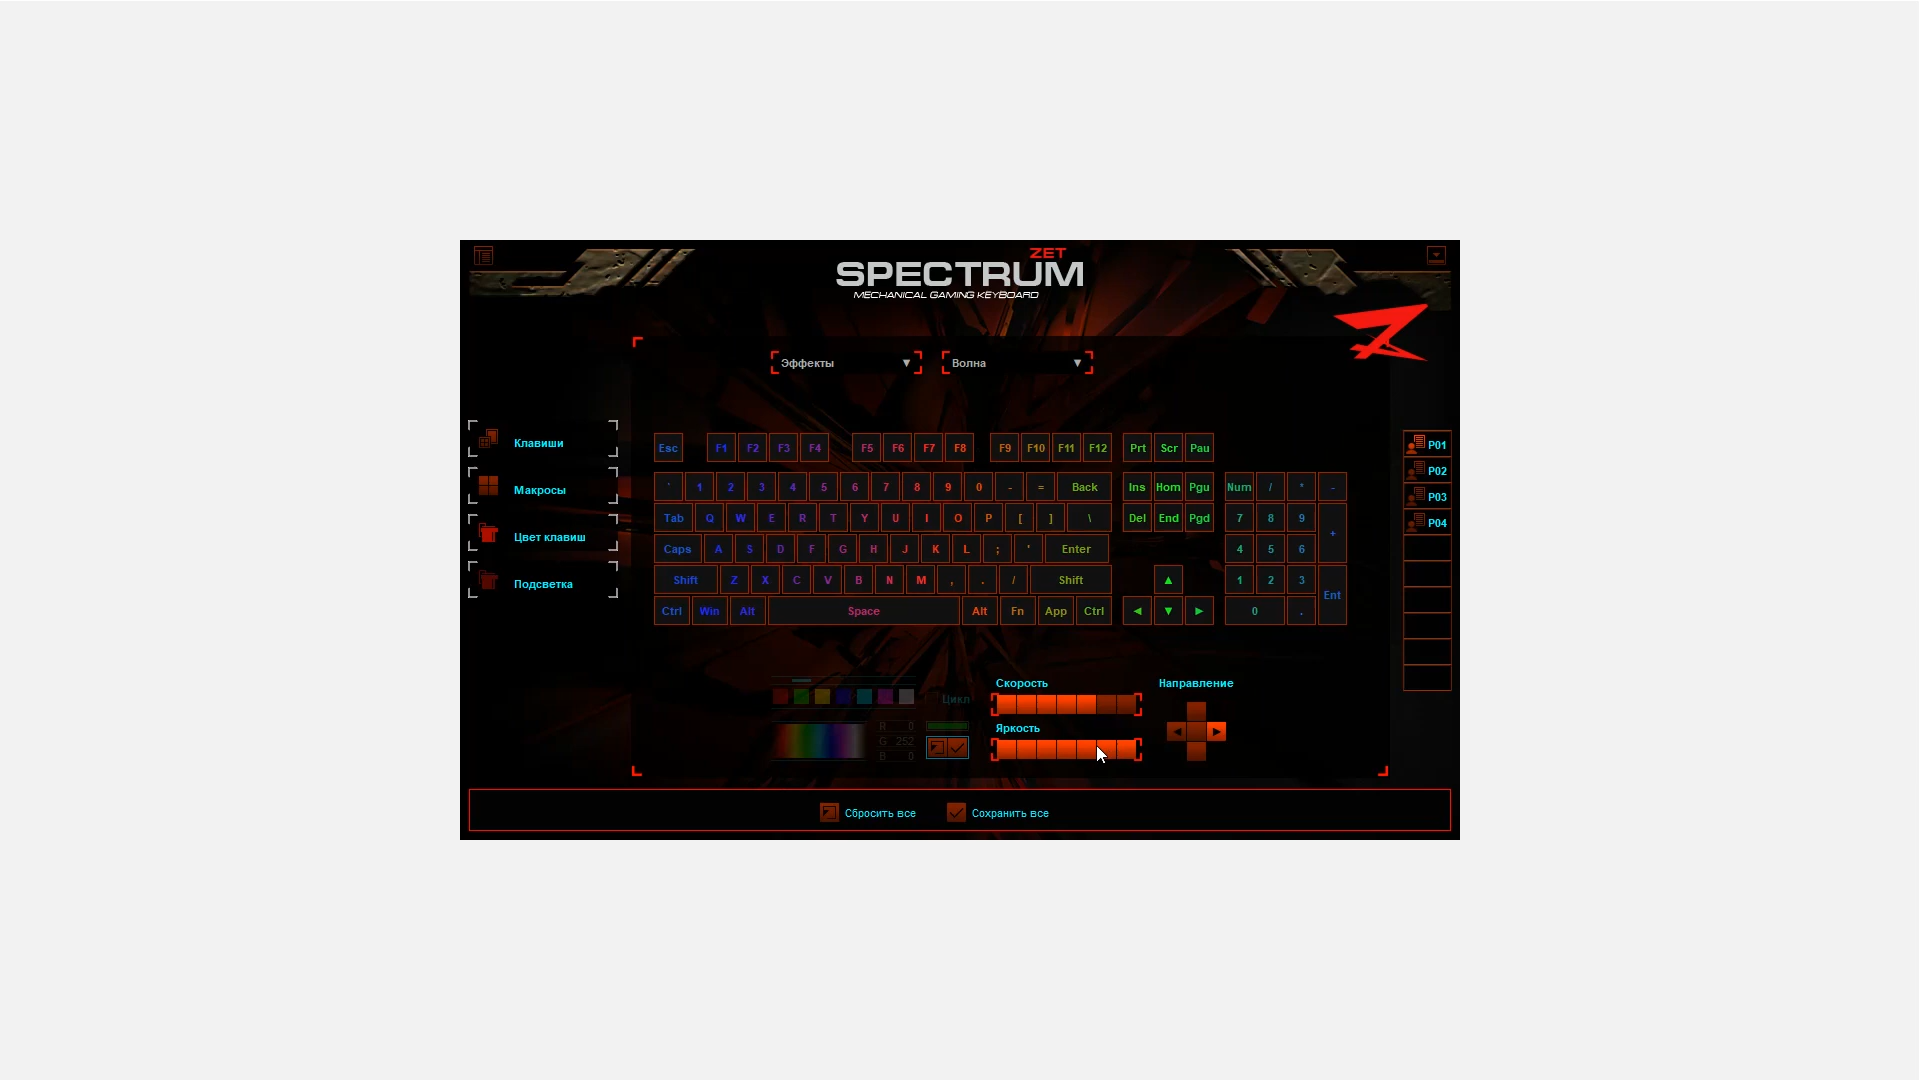 ZET
SPECTRUM
MECHANICAL GAMING KEYBOARD
Эффекты ▼ Волна ▼
Клавиши
Макросы
Цвет клавиш
Подсветка
Esc F1 F2 F3 F4 F5 F6 F7 F8 F9 F10 F11 F12 Prt Scr Pau
` 1 2 3 4 5 6 7 8 9 0 - = Back Ins Hom Pgu Num / * -
Tab Q W E R T Y U I O P [ ] \ Del End Pgd 7 8 9 +
Caps A S D F G H J K L ; ' Enter 4 5 6
Shift Z X C V B N M , . / Shift ▲ 1 2 3 Ent
Ctrl Win Alt Space Alt Fn App Ctrl ◄ ▼ ► 0 .
P01
P02
P03
P04
Цикл
R 0
G 252
B 0
Скорость
Яркость
Направление
Сбросить все Сохранить все